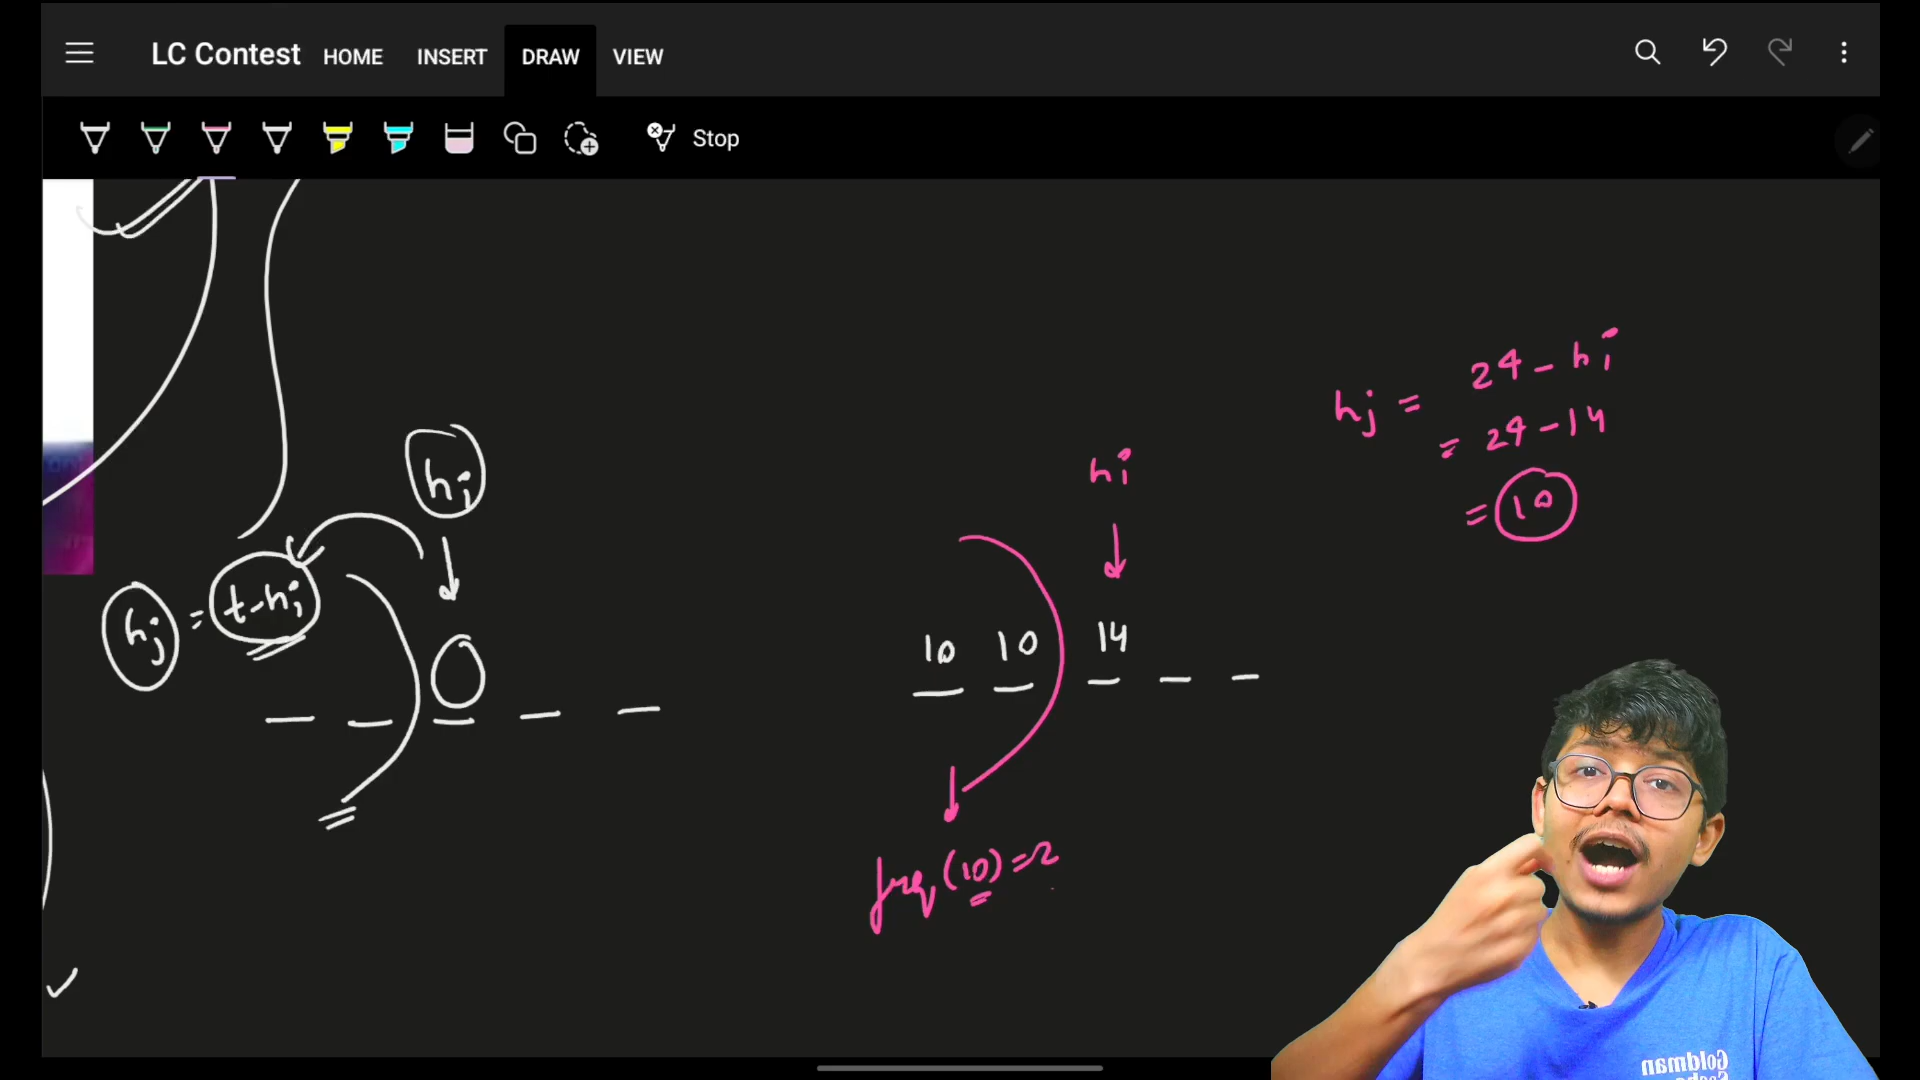 LC Contest HOME INSERT DRAW VIEW
Stop
hj = 24 - hi
= 24 - 14
= 10
hi
hi
hj = t-hi
10 10 14
freq (10) = 2
Goldman